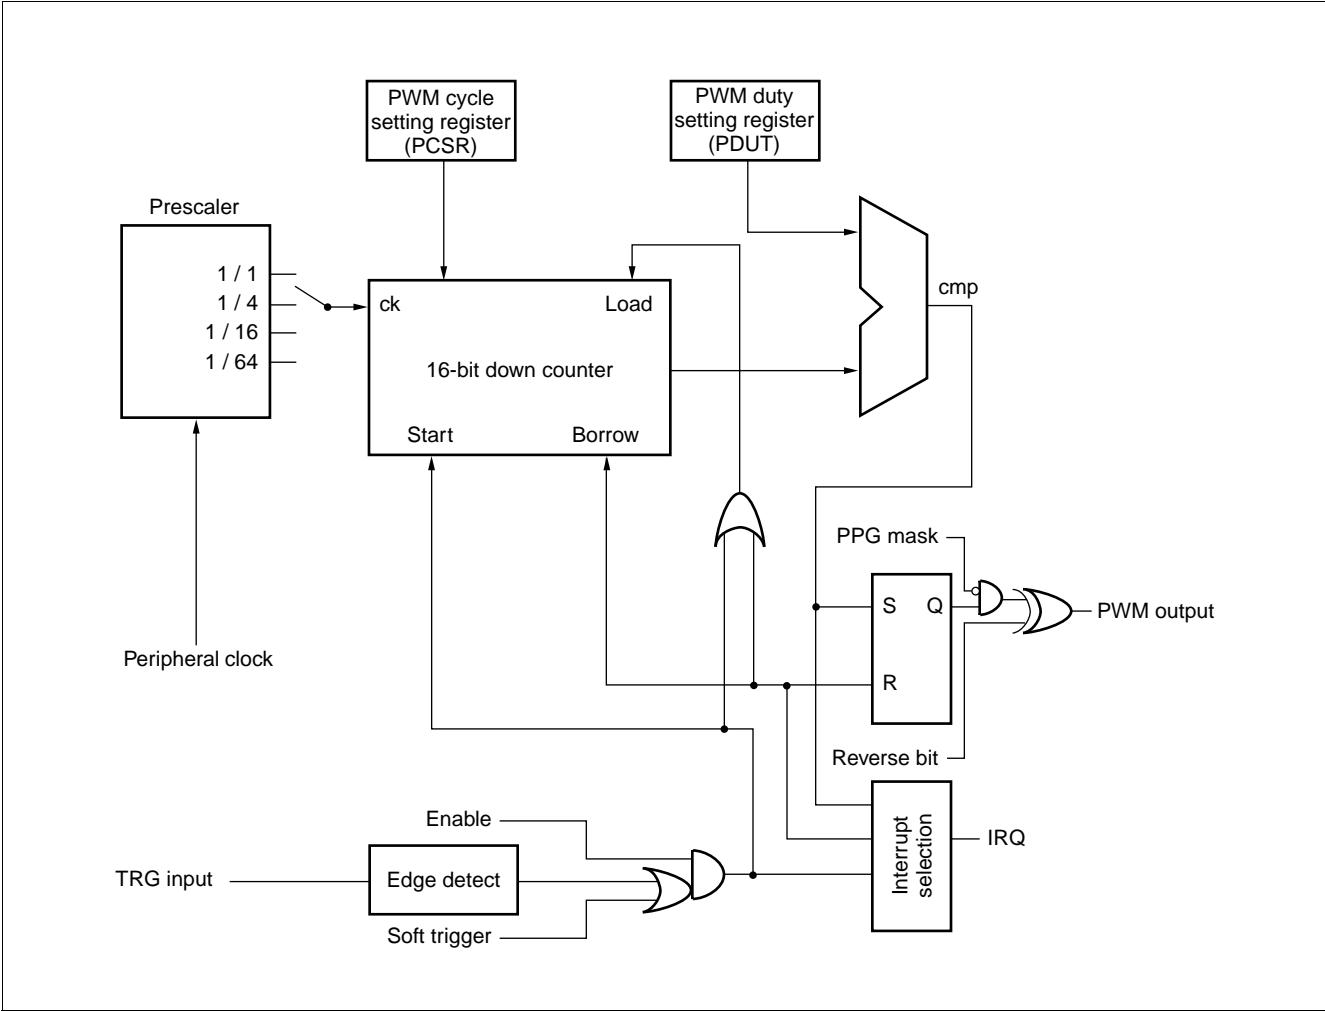 PWM cycle
setting register
(PCSR)
PWM duty
setting register
(PDUT)
Prescaler
1 / 1
1 / 4
1 / 16
1 / 64
ck
Load
16-bit down counter
Start
Borrow
cmp
PPG mask
S
Q
R
PWM output
Peripheral clock
Reverse bit
Enable
TRG input
Edge detect
Soft trigger
Interrupt
selection
IRQ